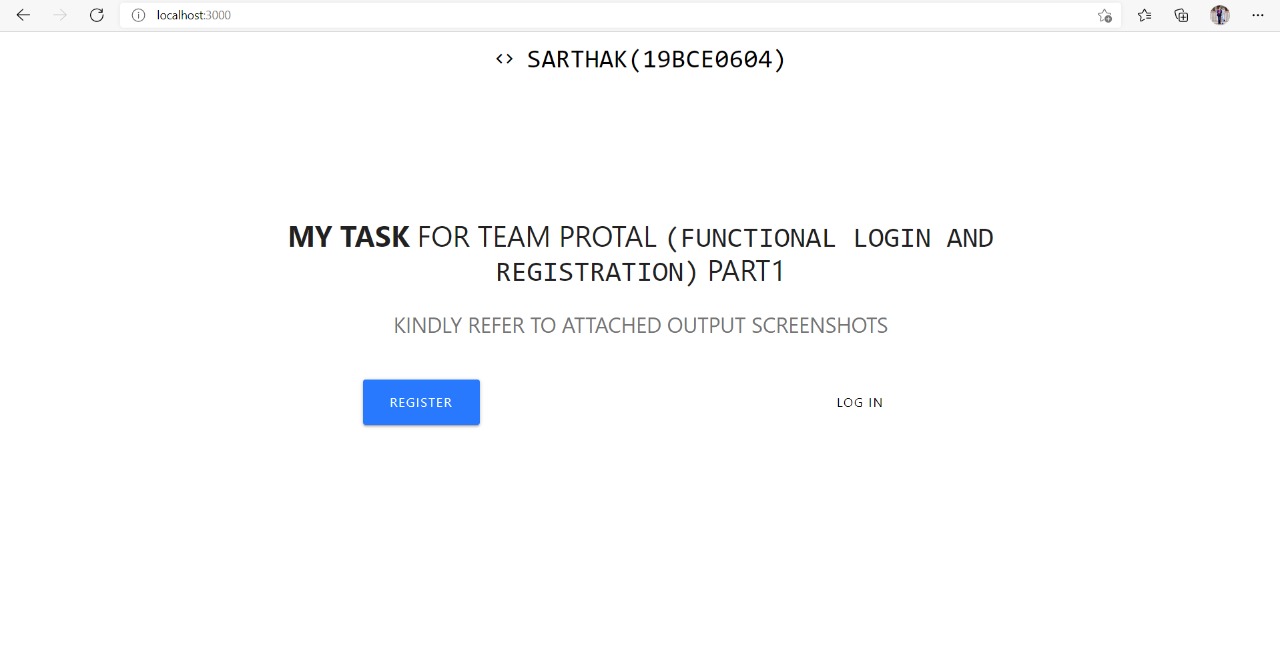 localhost:3000
<> SARTHAK(19BCE0604)
MY TASK FOR TEAM PROTAL (FUNCTIONAL LOGIN AND
REGISTRATION) PART1
KINDLY REFER TO ATTACHED OUTPUT SCREENSHOTS
REGISTER
LOG IN